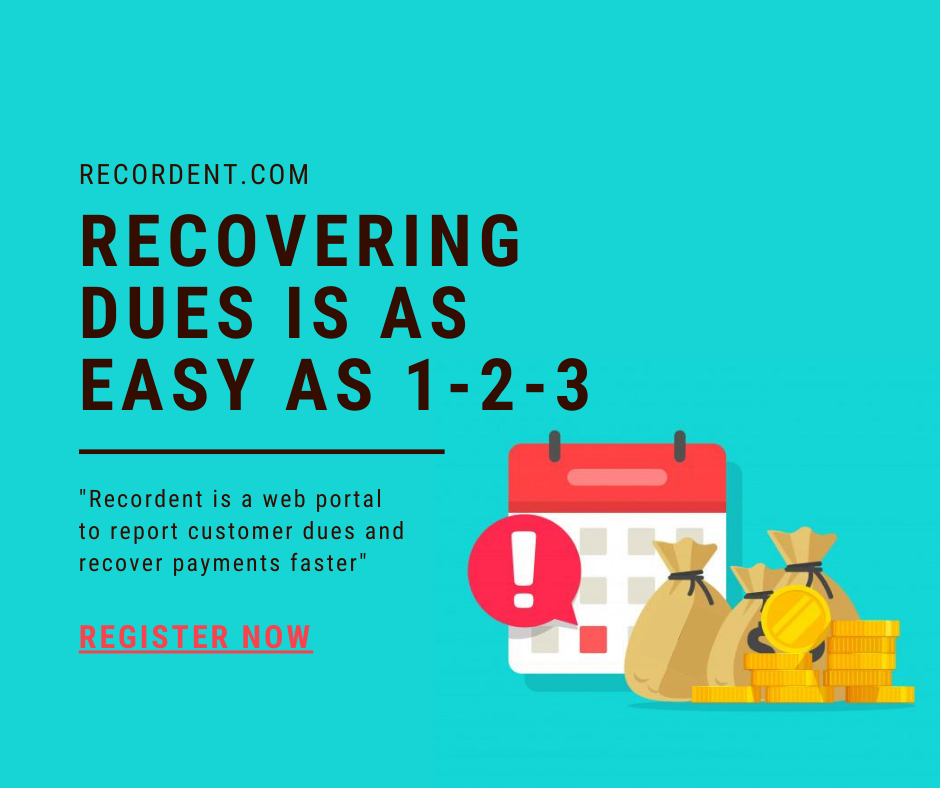 RECORDENT.COM
RECOVERING
DUES IS AS
EASY AS 1-2-3
"Recordent is a web portal
to report customer dues and
recover payments faster"
REGISTER NOW
!